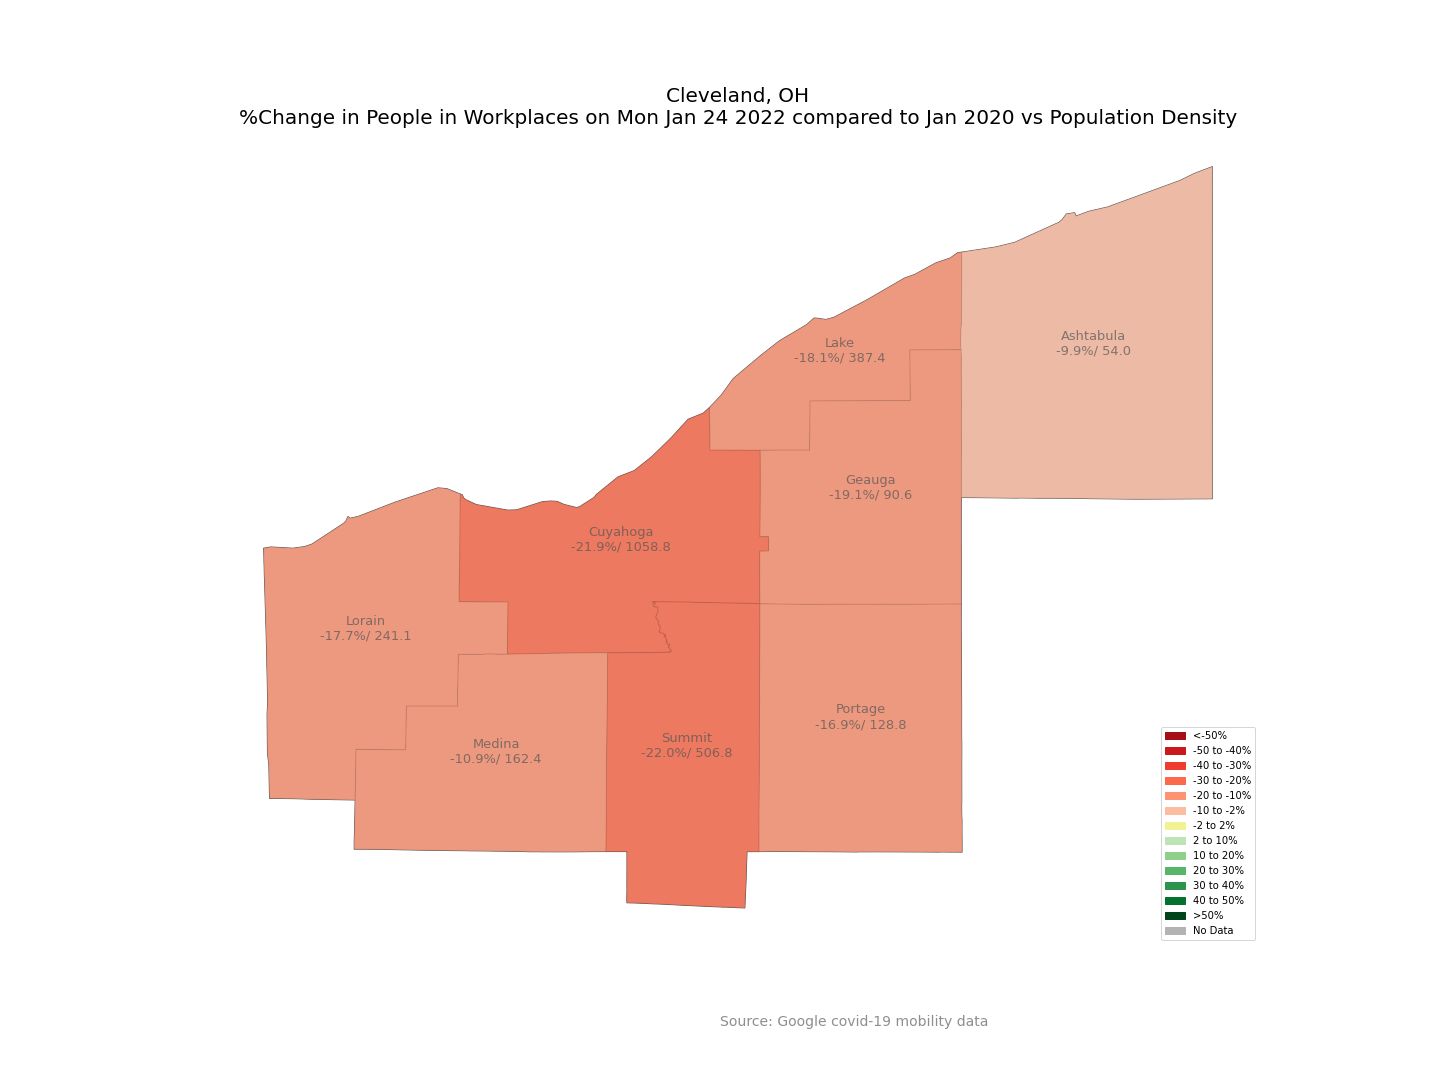 Cleveland, OH
%Change in People in Workplaces on Mon Jan 24 2022 compared to Jan 2020 vs Population Density
Ashtabula
-9.9%/ 54.0
Lake
-18.1%/ 387.4
Geauga
-19.1%/ 90.6
Cuyahoga
-21.9%/ 1058.8
Lorain
-17.7%/ 241.1
Portage
-16.9%/ 128.8
Summit
-22.0%/ 506.8
Medina
-10.9%/ 162.4
<-50%
-50 to -40%
-40 to -30%
-30 to -20%
-20 to -10%
-10 to -2%
-2 to 2%
2 to 10%
10 to 20%
20 to 30%
30 to 40%
40 to 50%
>50%
No Data
Source: Google covid-19 mobility data